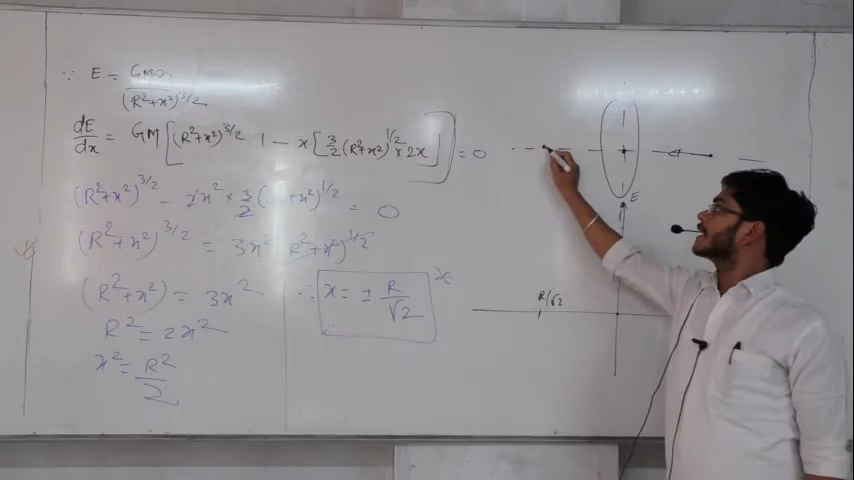 ∵ E = GMx / (R²+x²)^3/2
dE/dx = GM[(R²+x²)^3/2 · 1 − x[3/2(R²+x²)^1/2 × 2x]] = 0
(R²+x²)^3/2 − 2x² × 3/2 ( +x²)^1/2 = 0
(R²+x²)^3/2 = 3x² R²+x²)^1/2
(R²+x²) = 3x²
R² = 2x²
x² = R²/2
∴ x = ± R/√2
E
R/√2